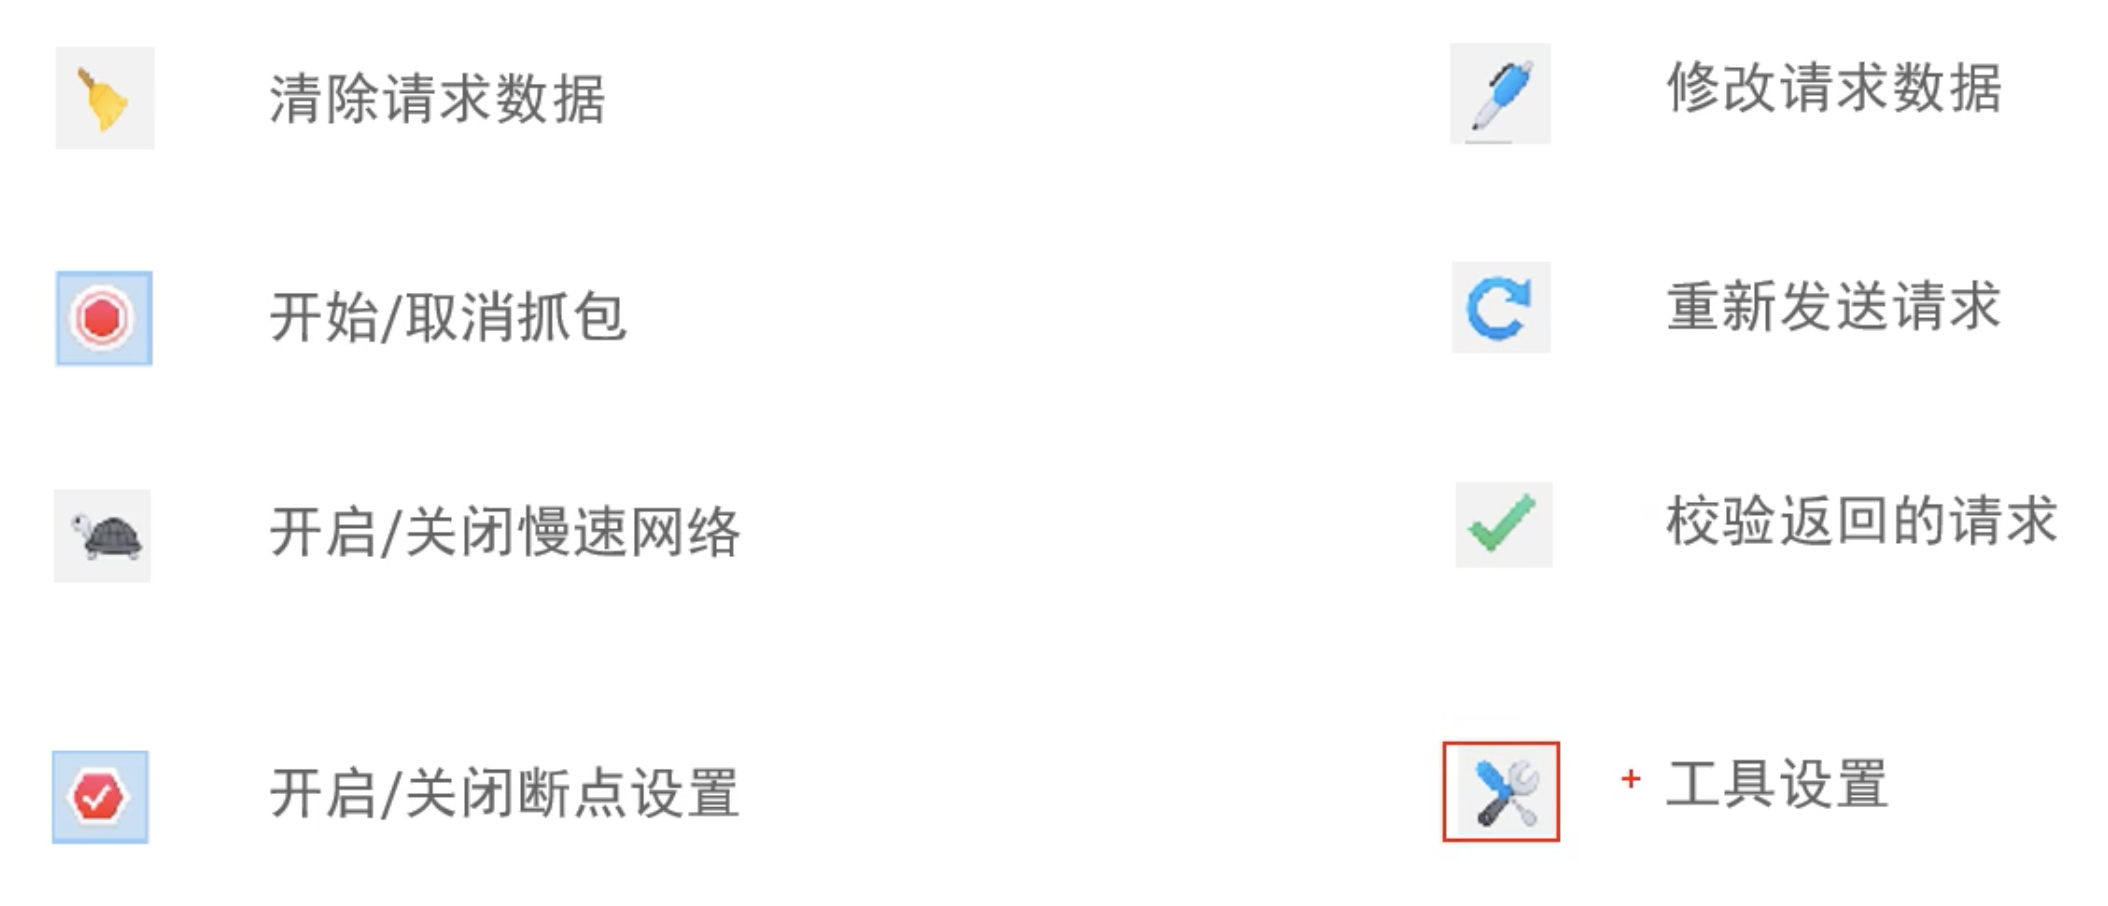 清除请求数据
修改请求数据
开始/取消抓包
重新发送请求
开启/关闭慢速网络
校验返回的请求
开启/关闭断点设置
+ 工具设置